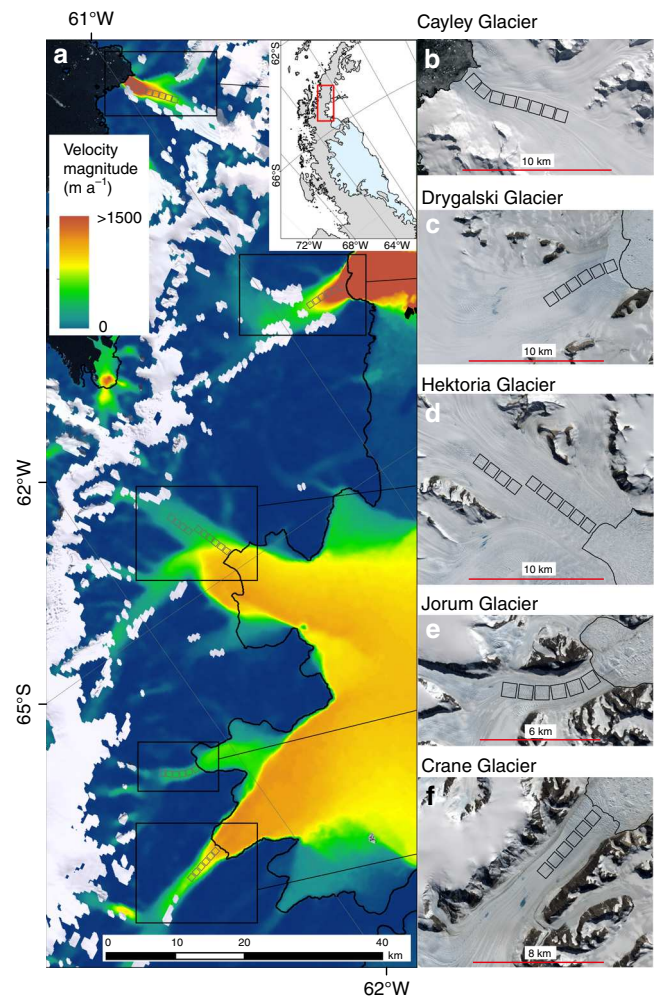 61°W
Cayley Glacier
a
62°S
66°S
72°W 68°W 64°W
b
10 km
Velocity
magnitude
(m a⁻¹)
>1500
0
Drygalski Glacier
c
10 km
Hektoria Glacier
d
10 km
62°W
Jorum Glacier
e
6 km
65°S
Crane Glacier
f
8 km
0 10 20 40
km
62°W